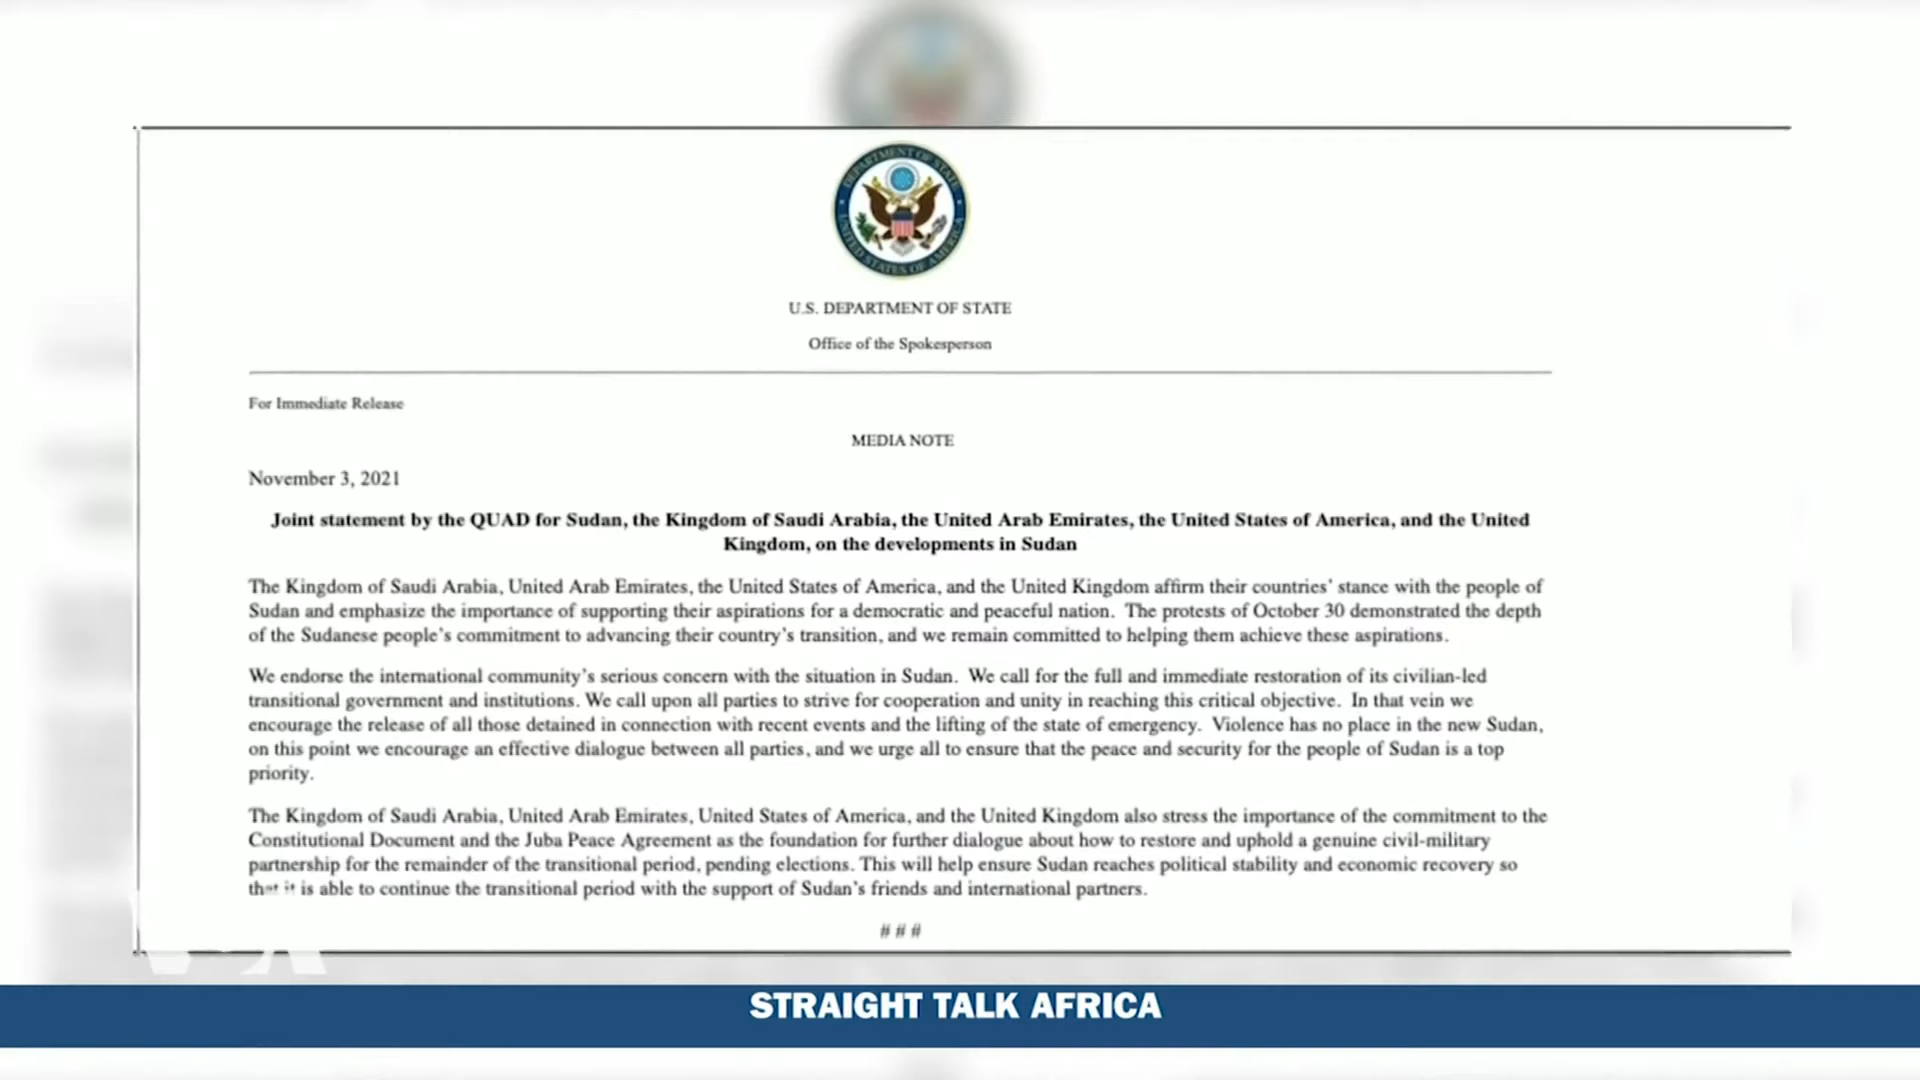 DEPARTMENT OF STATE
UNITED STATES OF AMERICA
U.S. DEPARTMENT OF STATE
Office of the Spokesperson
For Immediate Release
MEDIA NOTE
November 3, 2021
Joint statement by the QUAD for Sudan, the Kingdom of Saudi Arabia, the United Arab Emirates, the United States of America, and the United
Kingdom, on the developments in Sudan
The Kingdom of Saudi Arabia, United Arab Emirates, the United States of America, and the United Kingdom affirm their countries' stance with the people of
Sudan and emphasize the importance of supporting their aspirations for a democratic and peaceful nation. The protests of October 30 demonstrated the depth
of the Sudanese people's commitment to advancing their country's transition, and we remain committed to helping them achieve these aspirations.
We endorse the international community's serious concern with the situation in Sudan. We call for the full and immediate restoration of its civilian-led
transitional government and institutions. We call upon all parties to strive for cooperation and unity in reaching this critical objective. In that vein we
encourage the release of all those detained in connection with recent events and the lifting of the state of emergency. Violence has no place in the new Sudan,
on this point we encourage an effective dialogue between all parties, and we urge all to ensure that the peace and security for the people of Sudan is a top
priority.
The Kingdom of Saudi Arabia, United Arab Emirates, United States of America, and the United Kingdom also stress the importance of the commitment to the
Constitutional Document and the Juba Peace Agreement as the foundation for further dialogue about how to restore and uphold a genuine civil-military
partnership for the remainder of the transitional period, pending elections. This will help ensure Sudan reaches political stability and economic recovery so
that it is able to continue the transitional period with the support of Sudan's friends and international partners.
# # #
STRAIGHT TALK AFRICA